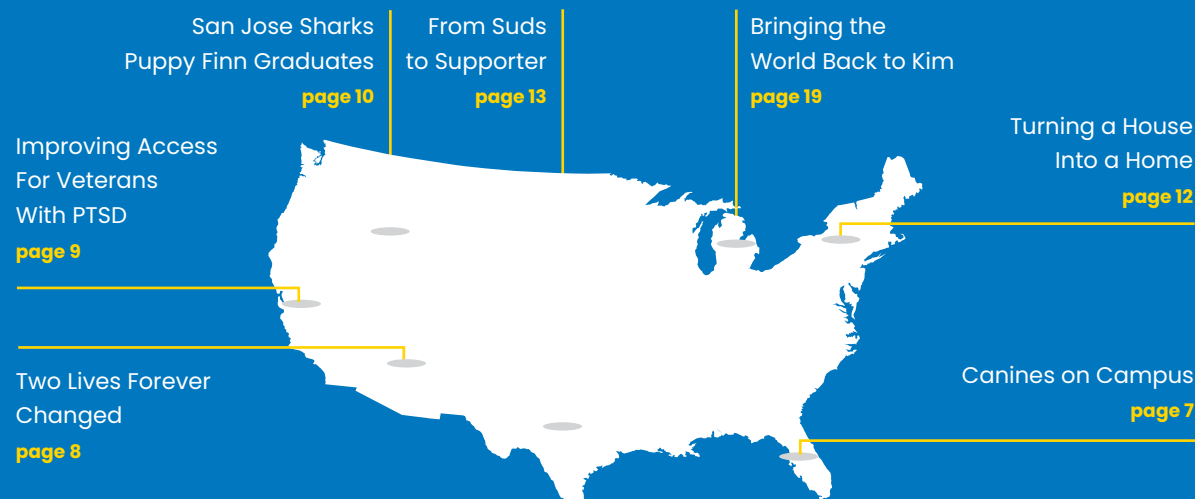 San Jose Sharks
Puppy Finn Graduates
page 10
From Suds
to Supporter
page 13
Bringing the
World Back to Kim
page 19
Turning a House
Into a Home
page 12
Improving Access
For Veterans
With PTSD
page 9
Two Lives Forever
Changed
page 8
Canines on Campus
page 7